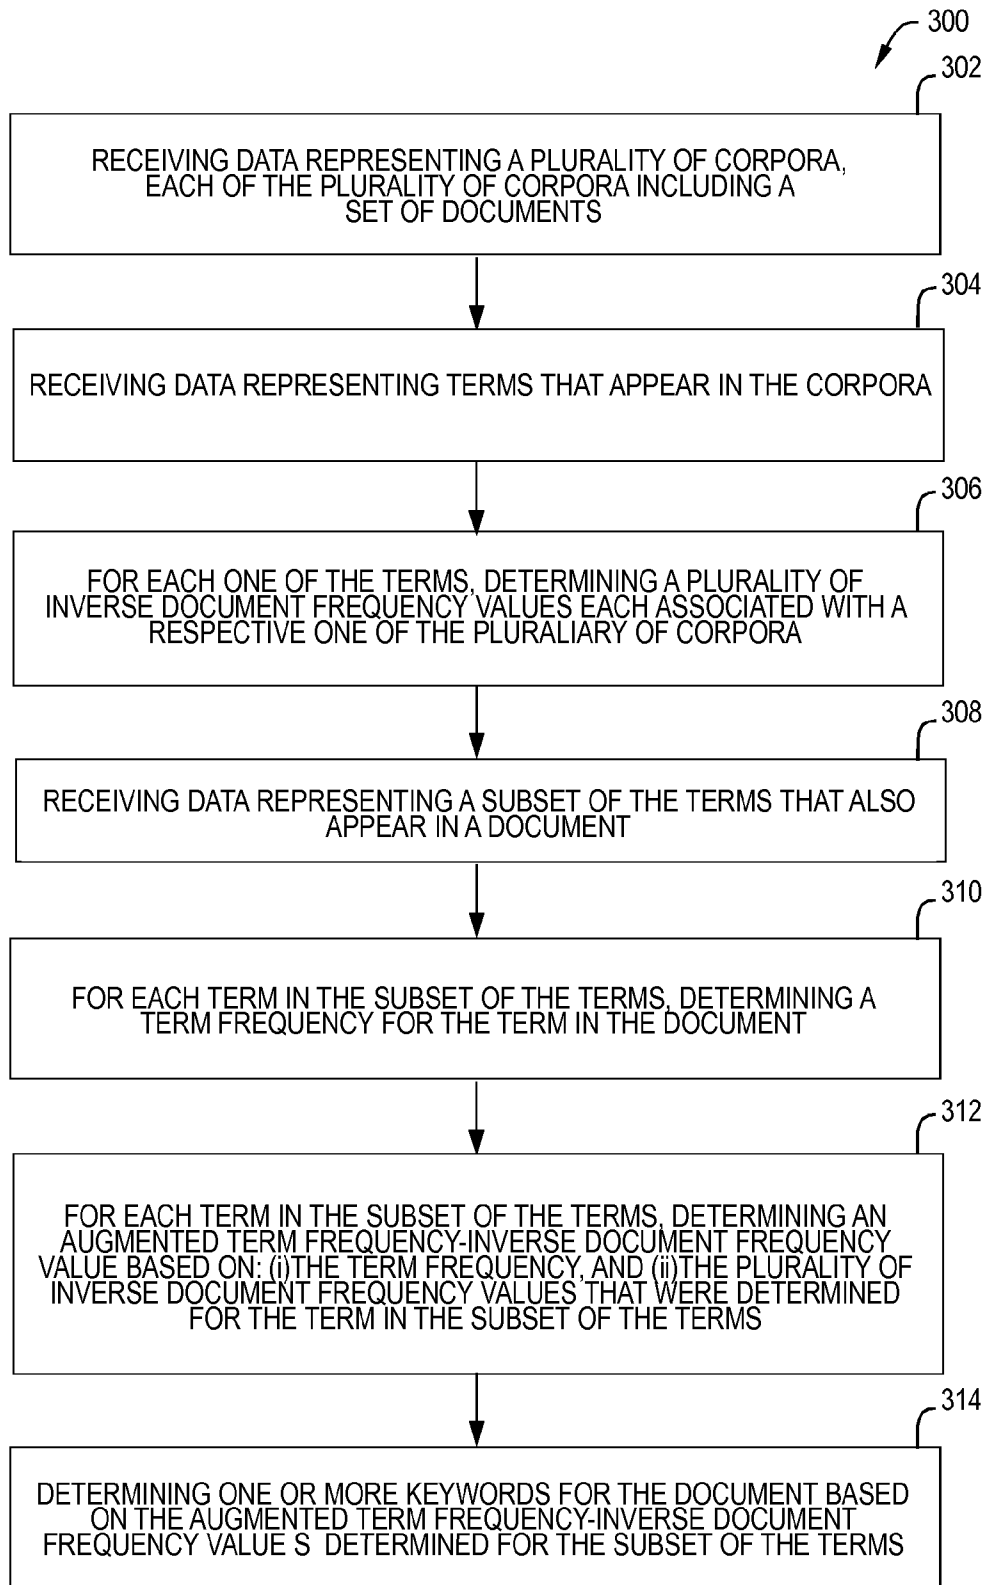 300
302
RECEIVING DATA REPRESENTING A PLURALITY OF CORPORA,
EACH OF THE PLURALITY OF CORPORA INCLUDING A
SET OF DOCUMENTS
304
RECEIVING DATA REPRESENTING TERMS THAT APPEAR IN THE CORPORA
306
FOR EACH ONE OF THE TERMS, DETERMINING A PLURALITY OF
INVERSE DOCUMENT FREQUENCY VALUES EACH ASSOCIATED WITH A
RESPECTIVE ONE OF THE PLURALIARY OF CORPORA
308
RECEIVING DATA REPRESENTING A SUBSET OF THE TERMS THAT ALSO
APPEAR IN A DOCUMENT
310
FOR EACH TERM IN THE SUBSET OF THE TERMS, DETERMINING A
TERM FREQUENCY FOR THE TERM IN THE DOCUMENT
312
FOR EACH TERM IN THE SUBSET OF THE TERMS, DETERMINING AN
AUGMENTED TERM FREQUENCY-INVERSE DOCUMENT FREQUENCY
VALUE BASED ON: (i)THE TERM FREQUENCY, AND (ii)THE PLURALITY OF
INVERSE DOCUMENT FREQUENCY VALUES THAT WERE DETERMINED
FOR THE TERM IN THE SUBSET OF THE TERMS
314
DETERMINING ONE OR MORE KEYWORDS FOR THE DOCUMENT BASED
ON THE AUGMENTED TERM FREQUENCY-INVERSE DOCUMENT
FREQUENCY VALUE S DETERMINED FOR THE SUBSET OF THE TERMS